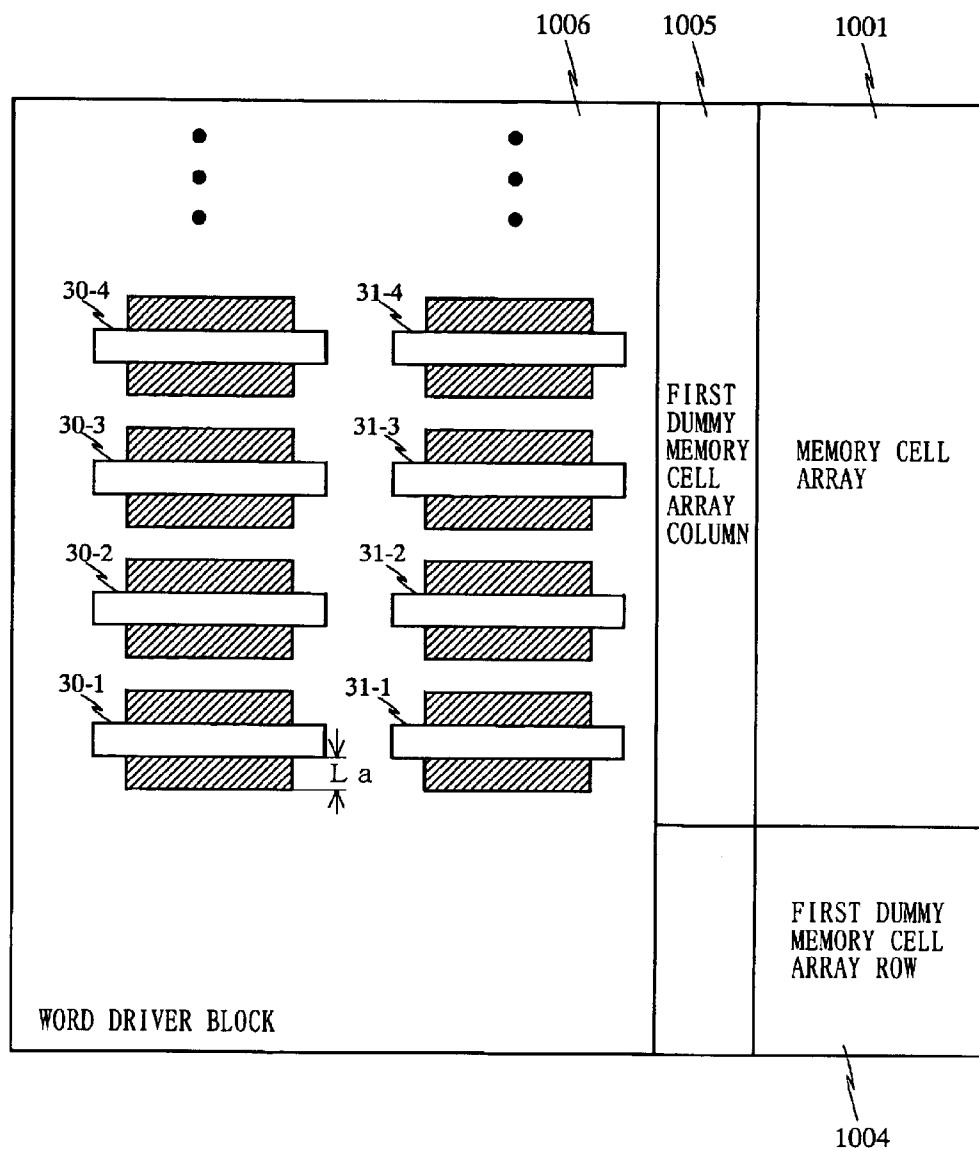 1006
1005
1001
30-4
31-4
30-3
31-3
30-2
31-2
30-1
31-1
La
FIRST
DUMMY
MEMORY
CELL
ARRAY
COLUMN
MEMORY CELL
ARRAY
FIRST DUMMY
MEMORY CELL
ARRAY ROW
WORD DRIVER BLOCK
1004